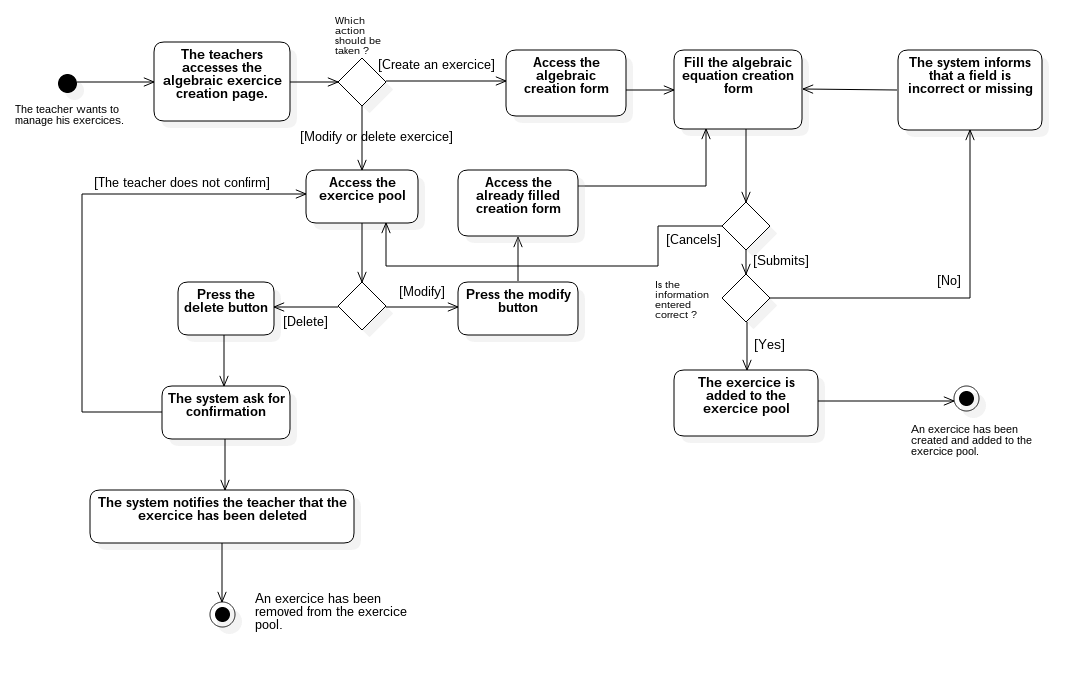 Which
action
should be
taken ?
The teachers
accesses the
algebraic exercice
creation page.
[Create an exercice]
Access the
algebraic
creation form
Fill the algebraic
equation creation
form
The system informs
that a field is
incorrect or missing
The teacher wants to
manage his exercices.
[Modify or delete exercice]
[The teacher does not confirm]
Access the
exercice pool
Access the
already filled
creation form
[Cancels]
[Submits]
[No]
Is the
information
entered
correct ?
Press the
delete button
[Delete]
[Modify]
Press the modify
button
[Yes]
The system ask for
confirmation
The exercice is
added to the
exercice pool
An exercice has been
created and added to the
exercice pool.
The system notifies the teacher that the
exercice has been deleted
An exercice has been
removed from the exercice
pool.